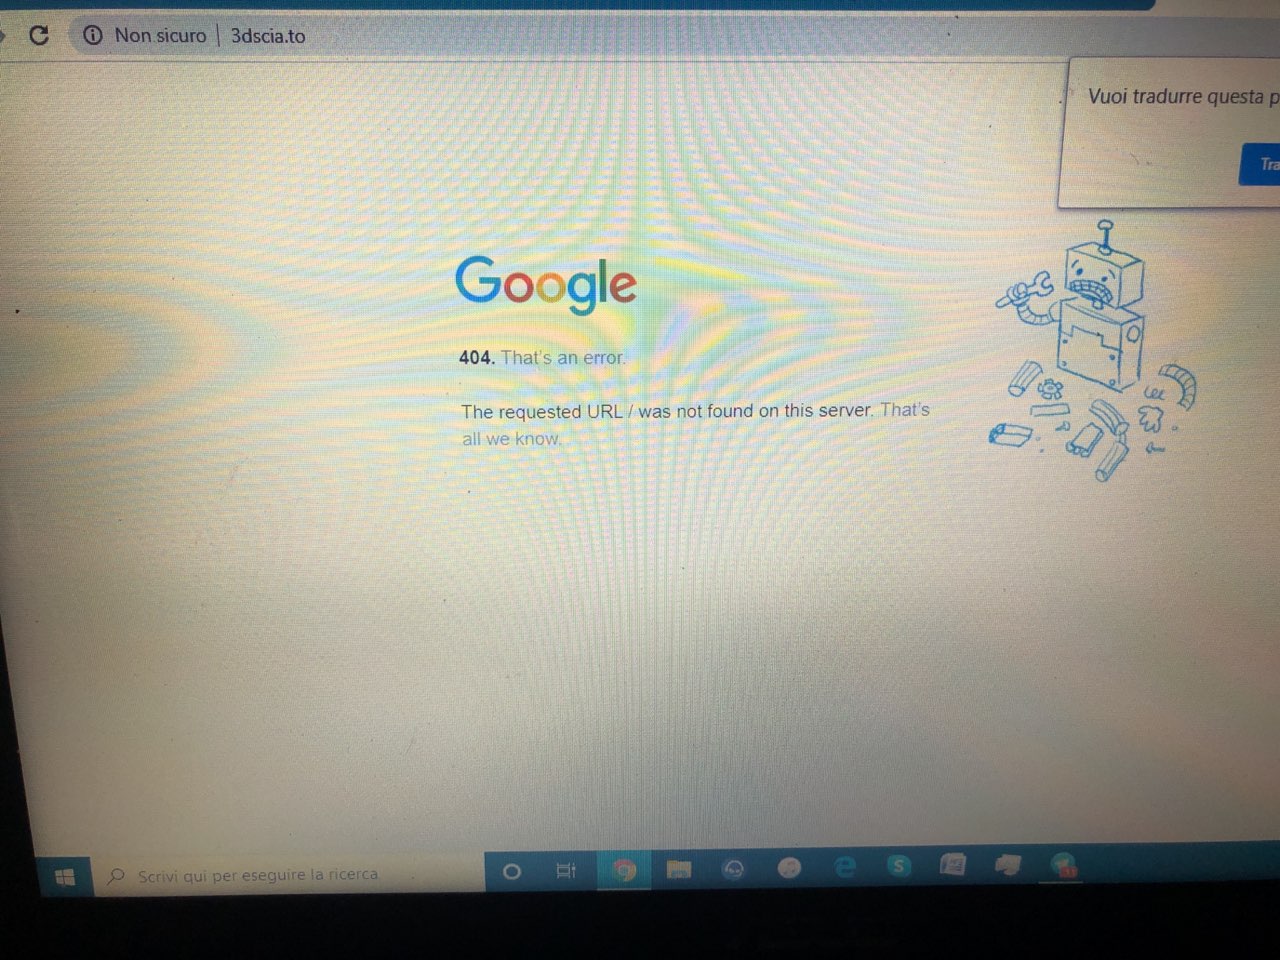 Non sicuro | 3dscia.to
Vuoi tradurre questa p
Tra
Google
404. That's an error.
The requested URL / was not found on this server. That's
all we know.
Scrivi qui per eseguire la ricerca